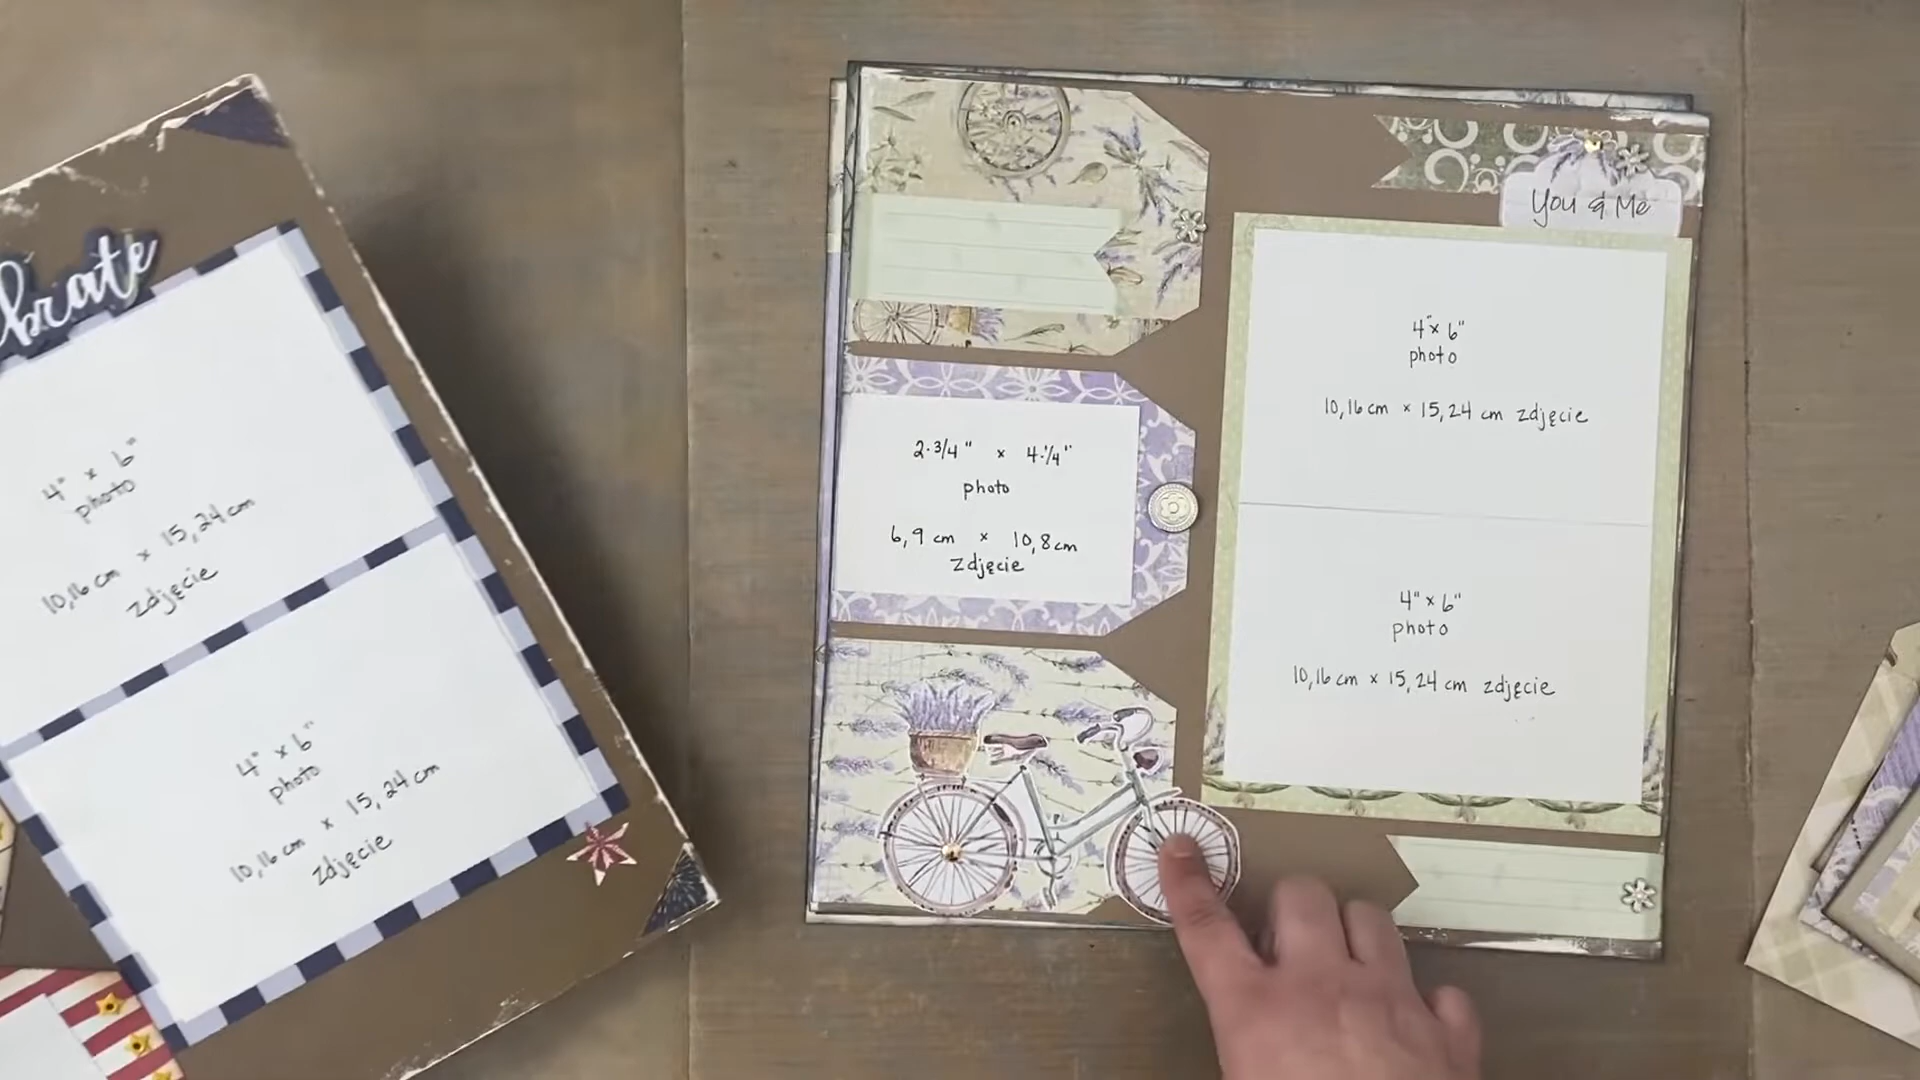 brate
4" x 6"
photo
10,16 cm x 15,24 cm
zdjęcie
4" x 6"
photo
10,16 cm x 15,24 cm
zdjęcie
You & Me
2·3/4" x 4·1/4"
photo
6,9 cm x 10,8 cm
zdjęcie
4" x 6"
photo
10,16 cm x 15,24 cm zdjęcie
4" x 6"
photo
10,16 cm x 15,24 cm zdjęcie